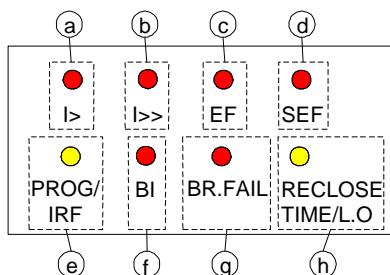 a b c d
I> I>> EF SEF
PROG/ BI BR.FAIL RECLOSE
IRF TIME/L.O
e f g h